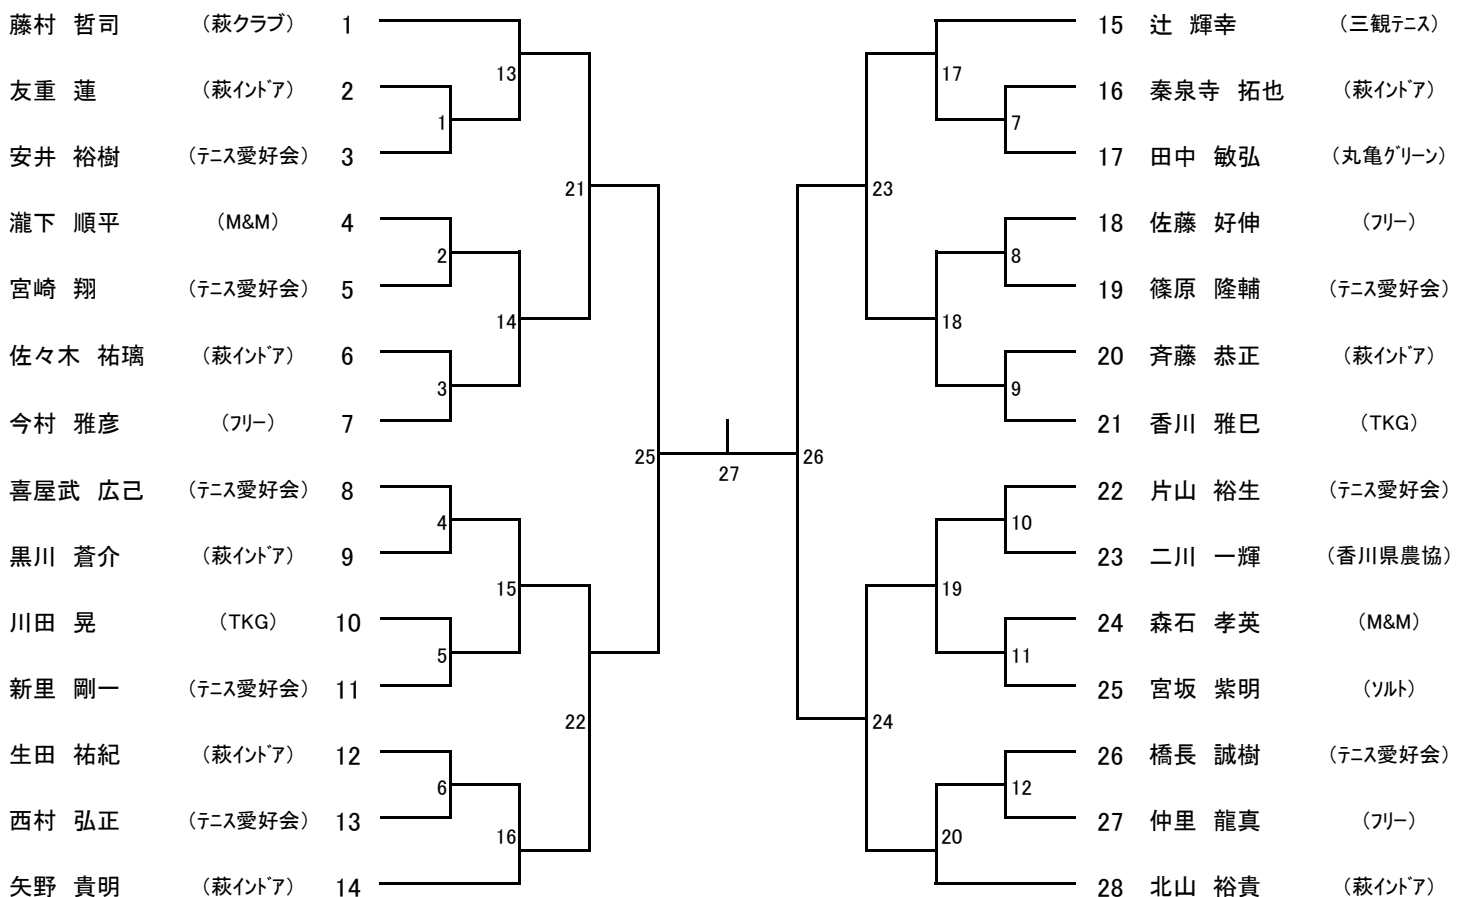 藤村 哲司 （萩クラブ） 1
友重 蓮 （萩ｲﾝﾄﾞｱ） 2
安井 裕樹 （ﾃﾆｽ愛好会） 3
瀧下 順平 （M&M） 4
宮崎 翔 （ﾃﾆｽ愛好会） 5
佐々木 祐璃 （萩ｲﾝﾄﾞｱ） 6
今村 雅彦 （ﾌﾘｰ） 7
喜屋武 広己 （ﾃﾆｽ愛好会） 8
黒川 蒼介 （萩ｲﾝﾄﾞｱ） 9
川田 晃 （TKG） 10
新里 剛一 （ﾃﾆｽ愛好会） 11
生田 祐紀 （萩ｲﾝﾄﾞｱ） 12
西村 弘正 （ﾃﾆｽ愛好会） 13
矢野 貴明 （萩ｲﾝﾄﾞｱ） 14
1
2
3
4
5
6
13
14
15
16
21
22
25
27
26
23
24
17
18
19
20
7
8
9
10
11
12
15 辻 輝幸 （三観ﾃﾆｽ）
16 秦泉寺 拓也 （萩ｲﾝﾄﾞｱ）
17 田中 敏弘 （丸亀ｸﾞﾘｰﾝ）
18 佐藤 好伸 （ﾌﾘｰ）
19 篠原 隆輔 （ﾃﾆｽ愛好会）
20 斉藤 恭正 （萩ｲﾝﾄﾞｱ）
21 香川 雅巳 （TKG）
22 片山 裕生 （ﾃﾆｽ愛好会）
23 二川 一輝 （香川県農協）
24 森石 孝英 （M&M）
25 宮坂 紫明 （ｿﾙﾄ）
26 橋長 誠樹 （ﾃﾆｽ愛好会）
27 仲里 龍真 （ﾌﾘｰ）
28 北山 裕貴 （萩ｲﾝﾄﾞｱ）